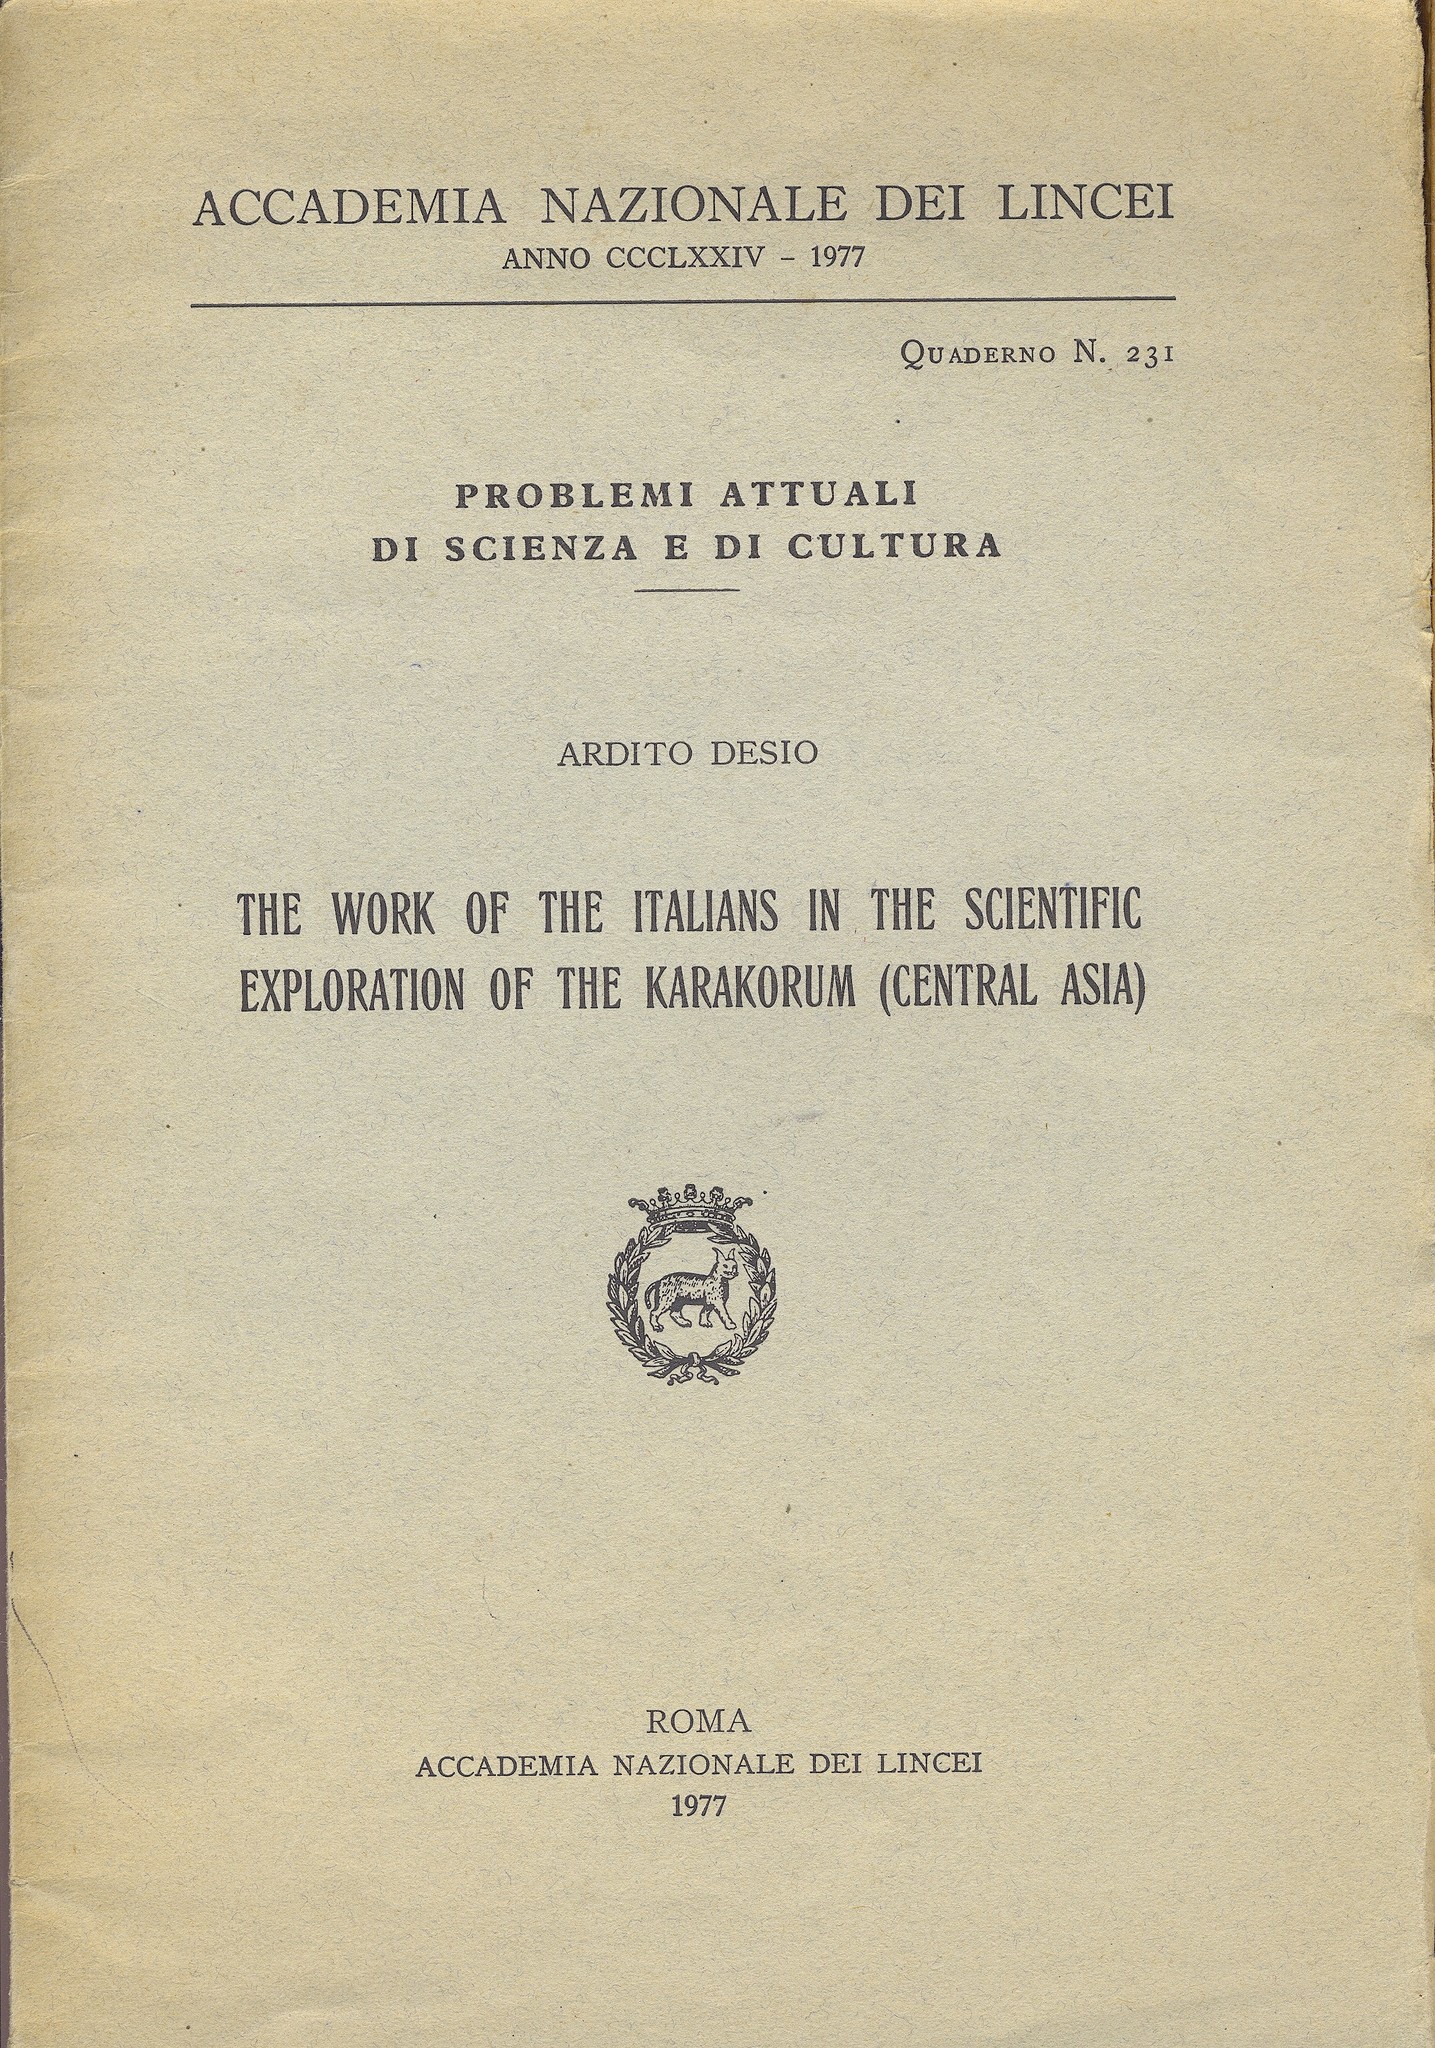 ACCADEMIA NAZIONALE DEI LINCEI
ANNO CCCLXXIV – 1977
QUADERNO N. 231
PROBLEMI ATTUALI
DI SCIENZA E DI CULTURA
ARDITO DESIO
THE WORK OF THE ITALIANS IN THE SCIENTIFIC
EXPLORATION OF THE KARAKORUM (CENTRAL ASIA)
ROMA
ACCADEMIA NAZIONALE DEI LINCEI
1977